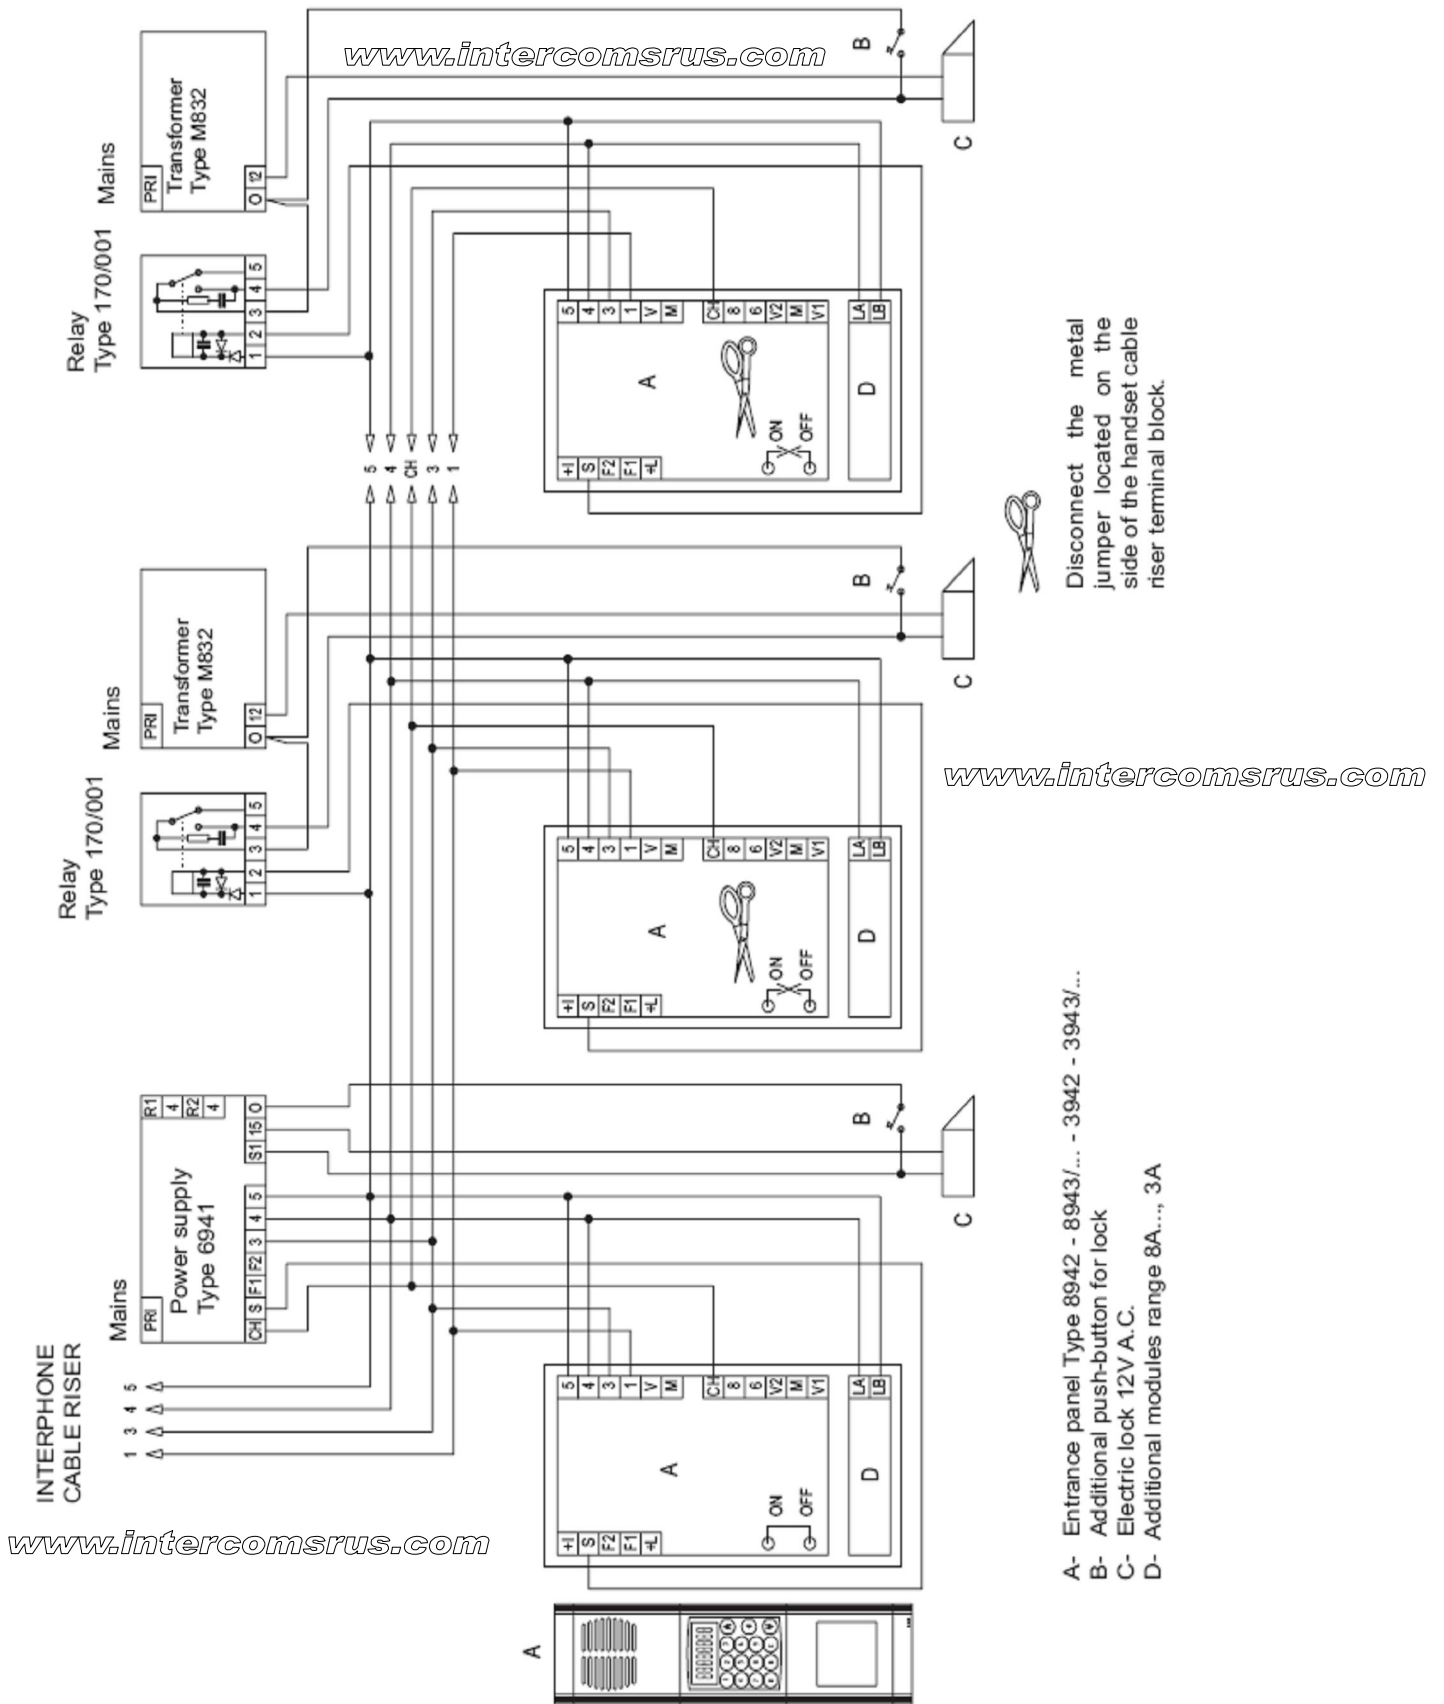 INTERPHONE
CABLE RISER
1 3 4 5
Mains
PRI
Power supply
Type 6941
R1
4
R2
4
CH S F1 F2 3 4 5 S1 15 O
Relay
Type 170/001
1 2 3 4 5
Mains
PRI
Transformer
Type M832
O 12
Relay
Type 170/001
1 2 3 4 5
Mains
PRI
Transformer
Type M832
O 12
5
4
CH
3
1
A
+I
S
F2
F1
+L
ON
OFF
A
5
4
3
1
V
M
CH
8
6
V2
M
V1
D
LA
LB
B
C
+I
S
F2
F1
+L
ON
OFF
A
5
4
3
1
V
M
CH
8
6
V2
M
V1
D
LA
LB
B
C
+I
S
F2
F1
+L
ON
OFF
A
5
4
3
1
V
M
CH
8
6
V2
M
V1
D
LA
LB
B
C
A- Entrance panel Type 8942 - 8943/... - 3942 - 3943/...
B- Additional push-button for lock
C- Electric lock 12V A.C.
D- Additional modules range 8A..., 3A
Disconnect the metal
jumper located on the
side of the handset cable
riser terminal block.
www.intercomsrus.com
www.intercomsrus.com
www.intercomsrus.com